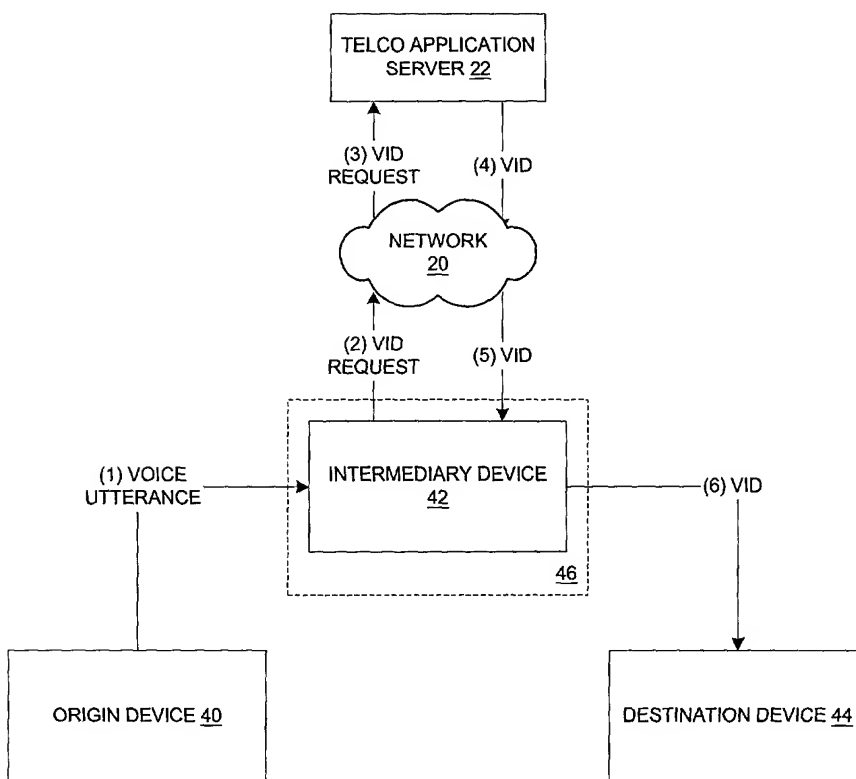 TELCO APPLICATION
SERVER 22
(3) VID
REQUEST
(4) VID
NETWORK
20
(2) VID
REQUEST
(5) VID
(1) VOICE
UTTERANCE
INTERMEDIARY DEVICE
42
(6) VID
46
ORIGIN DEVICE 40
DESTINATION DEVICE 44